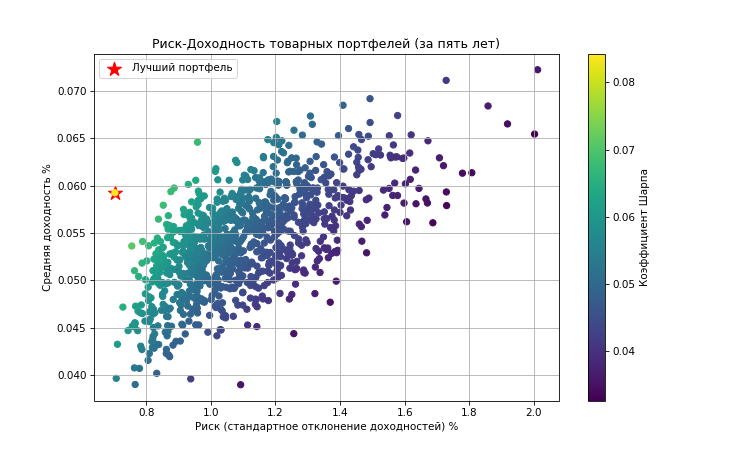 Риск-Доходность товарных портфелей (за пять лет)
Лучший портфель
Средняя доходность %
0.070
0.065
0.060
0.055
0.050
0.045
0.040
0.8 1.0 1.2 1.4 1.6 1.8 2.0
Риск (стандартное отклонение доходностей) %
0.08
0.07
0.06
0.05
0.04
Коэффициент Шарпа